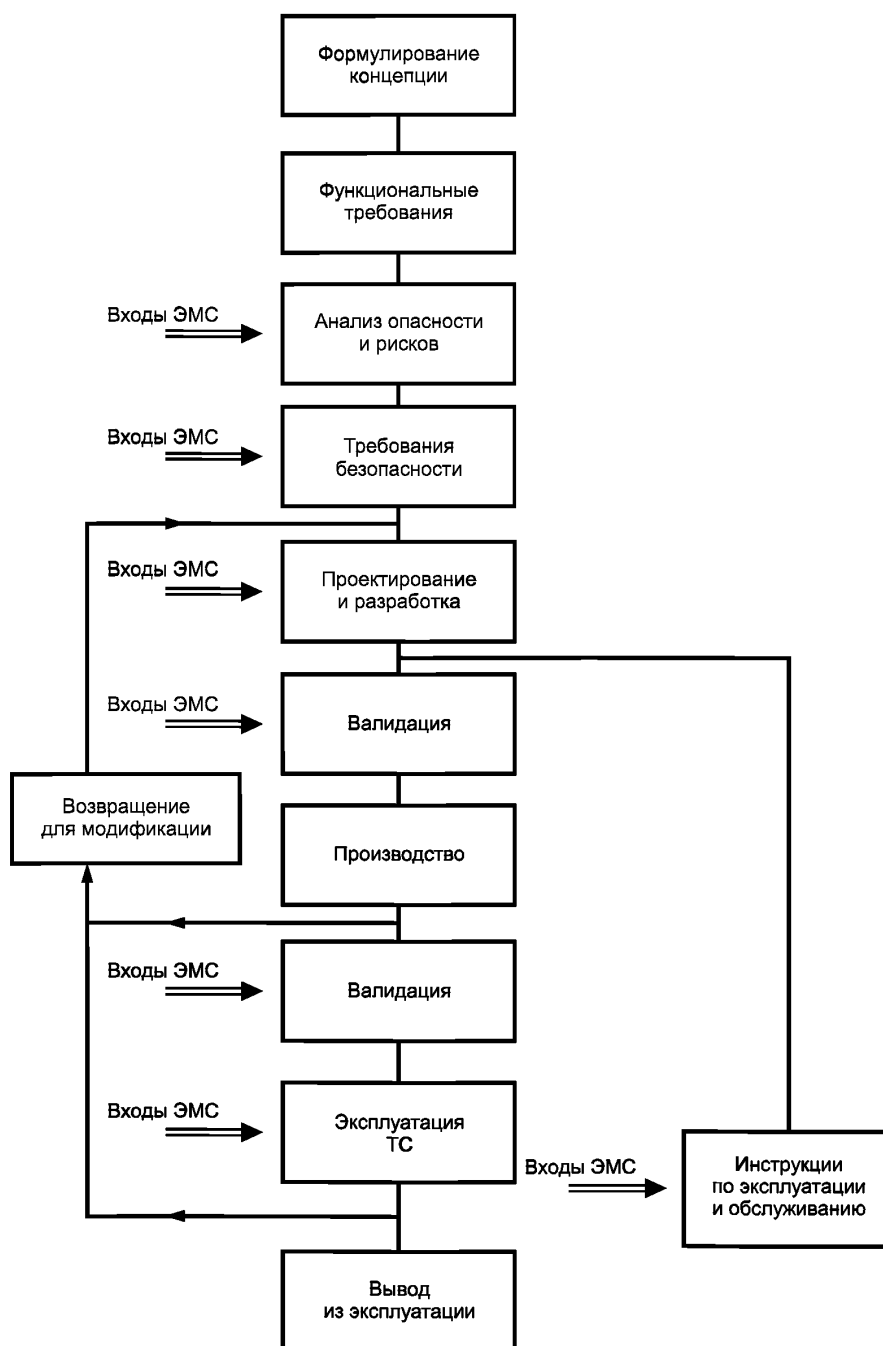 Формулирование
концепции
Функциональные
требования
Входы ЭМС
Анализ опасности
и рисков
Входы ЭМС
Требования
безопасности
Входы ЭМС
Проектирование
и разработка
Входы ЭМС
Валидация
Возвращение
для модификации
Производство
Входы ЭМС
Валидация
Входы ЭМС
Эксплуатация
ТС
Входы ЭМС
Инструкции
по эксплуатации
и обслуживанию
Вывод
из эксплуатации